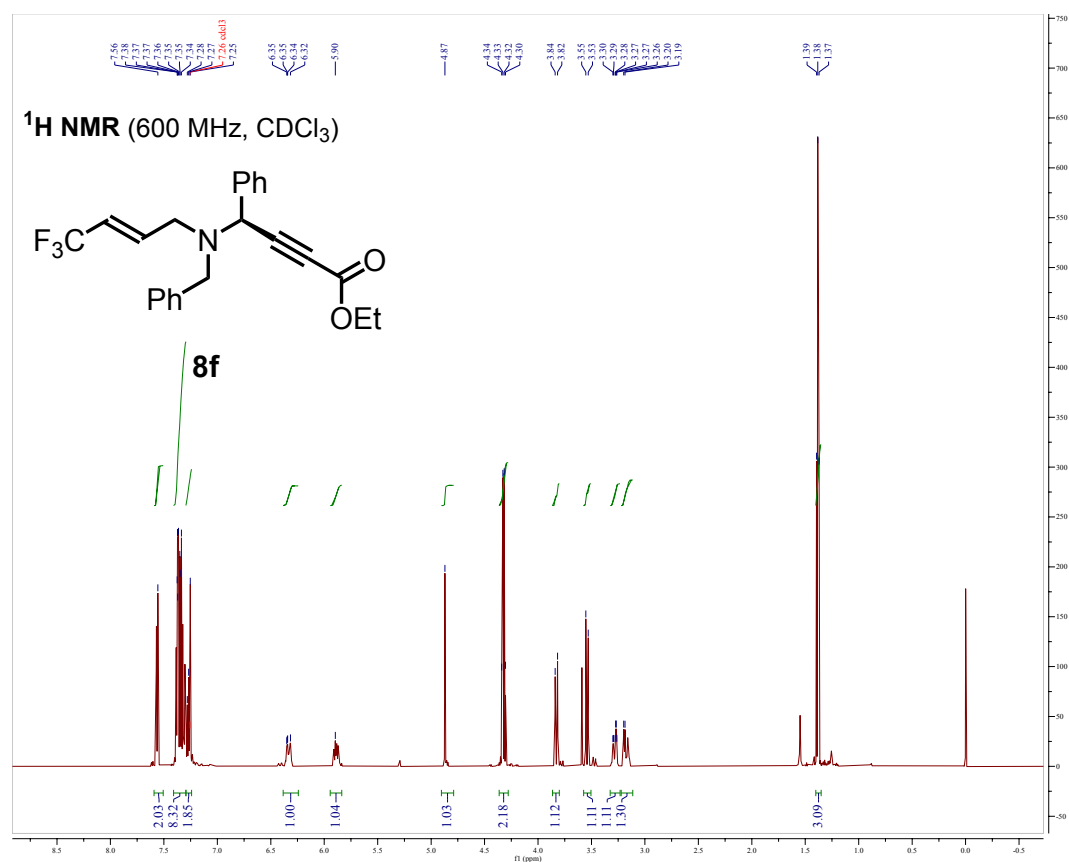 7.56 7.38 7.37 7.37 7.36 7.35 7.35 7.34 7.28 7.27 7.26 cdcl3 7.25 6.35 6.35 6.34 6.32 5.90 4.87 4.34 4.33 4.32 4.30 3.84 3.82 3.55 3.53 3.30 3.29 3.28 3.27 3.27 3.26 3.20 3.19 1.39 1.38 1.37
¹H NMR (600 MHz, CDCl₃)
Ph
F₃C
N
O
Ph
OEt
8f
750
700
650
600
550
500
450
400
350
300
250
200
150
100
50
0
-50
2.03 8.32 1.85 1.00 1.04 1.03 2.18 1.12 1.11 1.11 1.30 3.09
8.5 8.0 7.5 7.0 6.5 6.0 5.5 5.0 4.5 4.0 3.5 3.0 2.5 2.0 1.5 1.0 0.5 0.0 -0.5
f1 (ppm)